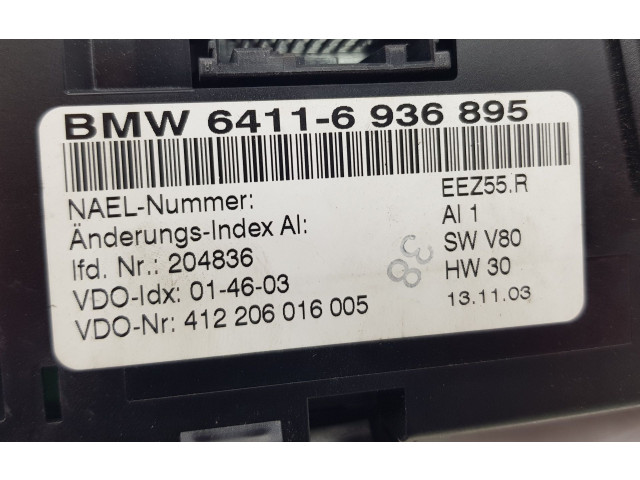 BMW 6411-6 936 895
NAEL-Nummer: EEZ55.R
Änderungs-Index AI: AI 1
lfd. Nr.: 204836 SW V80
VDO-Idx: 01-46-03 HW 30
VDO-Nr: 412 206 016 005 13.11.03
38